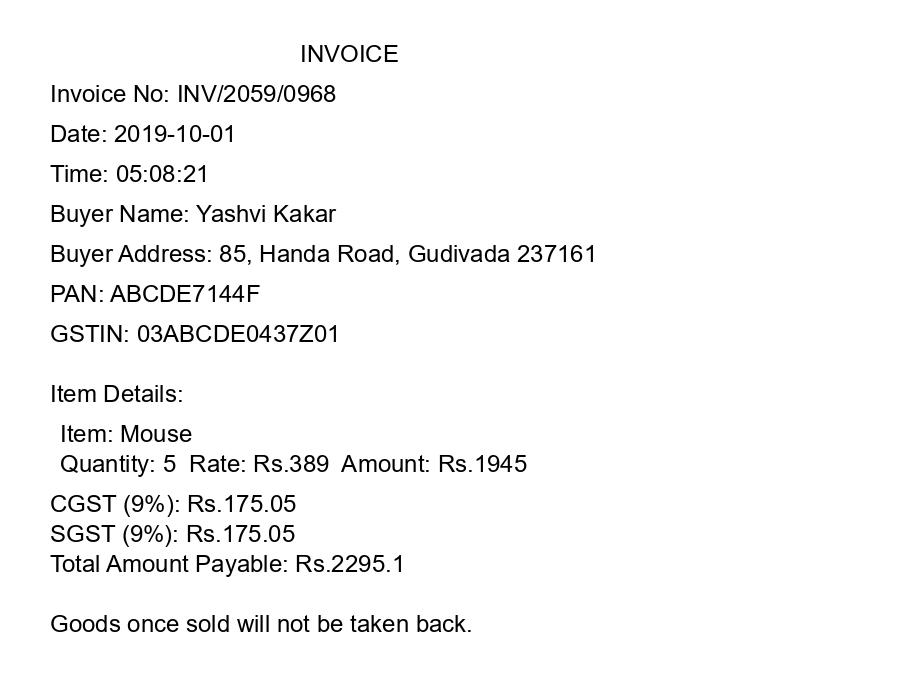 INVOICE
Invoice No: INV/2059/0968
Date: 2019-10-01
Time: 05:08:21
Buyer Name: Yashvi Kakar
Buyer Address: 85, Handa Road, Gudivada 237161
PAN: ABCDE7144F
GSTIN: 03ABCDE0437Z01
Item Details:
Item: Mouse
Quantity: 5  Rate: Rs.389  Amount: Rs.1945
CGST (9%): Rs.175.05
SGST (9%): Rs.175.05
Total Amount Payable: Rs.2295.1
Goods once sold will not be taken back.